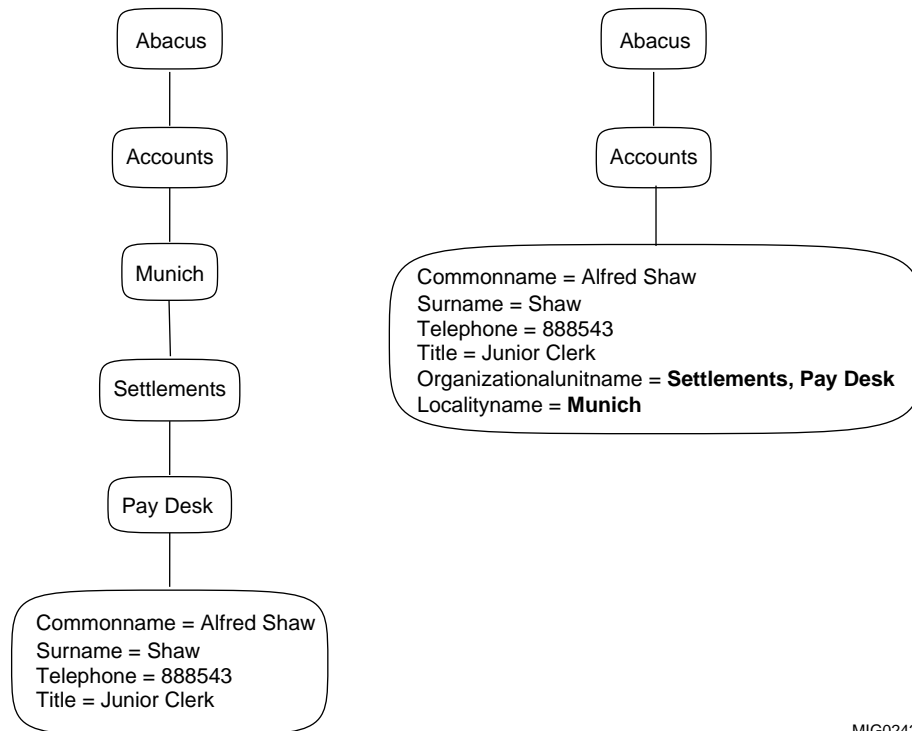 Abacus
Accounts
Munich
Settlements
Pay Desk
Commonname = Alfred Shaw
Surname = Shaw
Telephone = 888543
Title = Junior Clerk
Abacus
Accounts
Commonname = Alfred Shaw
Surname = Shaw
Telephone = 888543
Title = Junior Clerk
Organizationalunitname = Settlements, Pay Desk
Localityname = Munich